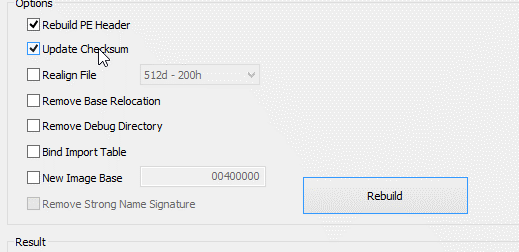 Options
Rebuild PE Header
Update Checksum
Realign File 512d - 200h
Remove Base Relocation
Remove Debug Directory
Bind Import Table
New Image Base 00400000
Rebuild
Remove Strong Name Signature
Result